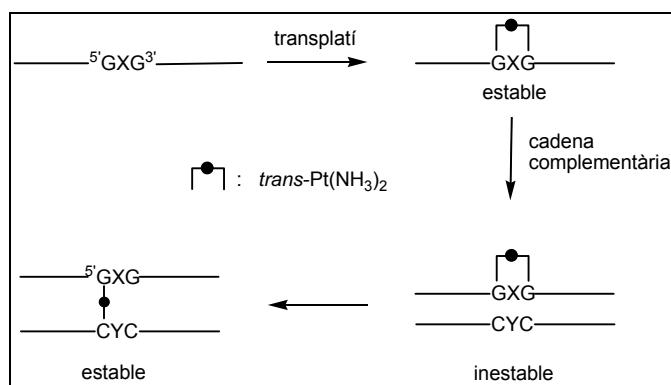 5'GXG3'
transplatí
GXG
estable
cadena
complementària
: trans-Pt(NH3)2
5'GXG
CYC
estable
GXG
CYC
inestable